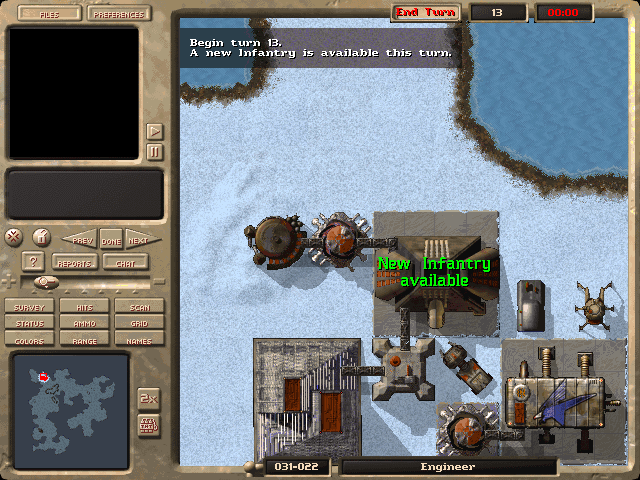 FILES
PREFERENCES
End Turn
13
00:00
Begin turn 13.
A new Infantry is available this turn.
PREV
DONE
NEXT
?
REPORTS
CHAT
SURVEY
HITS
SCAN
STATUS
AMMO
GRID
COLORS
RANGE
NAMES
2x
New Infantry
available
031-022
Engineer